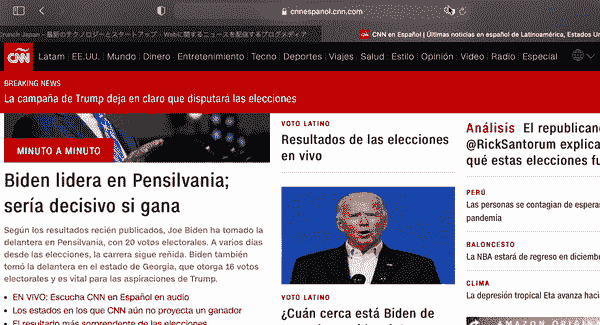 cnnespanol.cnn.com
Crunch Japan - 最新のテクノロジーとスタートアップ・Webに関するニュースを配信するブログメディア
CNN en Español | Últimas noticias en español de Latinoamérica, Estados Un
CNN
Latam
EE.UU.
Mundo
Dinero
Entretenimiento
Tecno
Deportes
Viajes
Salud
Estilo
Opinión
Video
Radio
Especial
BREAKING NEWS
La campaña de Trump deja en claro que disputará las elecciones
MINUTO A MINUTO
Biden lidera en Pensilvania;
sería decisivo si gana
Según los resultados recién publicados, Joe Biden ha tomado la
delantera en Pensilvania, con 20 votos electorales. A varios días
desde las elecciones, la carrera sigue reñida. Biden también
tomó la delantera en el estado de Georgia, que otorga 16 votos
electorales y es vital para las aspiraciones de Trump.
EN VIVO: Escucha CNN en Español en audio
Los estados en los que CNN aún no proyecta un ganador
El resultado más sorprendente de las elecciones
VOTO LATINO
Resultados de las elecciones
en vivo
VOTO LATINO
¿Cuán cerca está Biden de
Análisis El republicano
@RickSantorum explica
qué estas elecciones fu
PERÚ
Las personas se contagian de espera
pandemia
BALONCESTO
La NBA estará de regreso en diciembr
CLIMA
La depresión tropical Eta avanza haci
AMAZON ORIGINAL